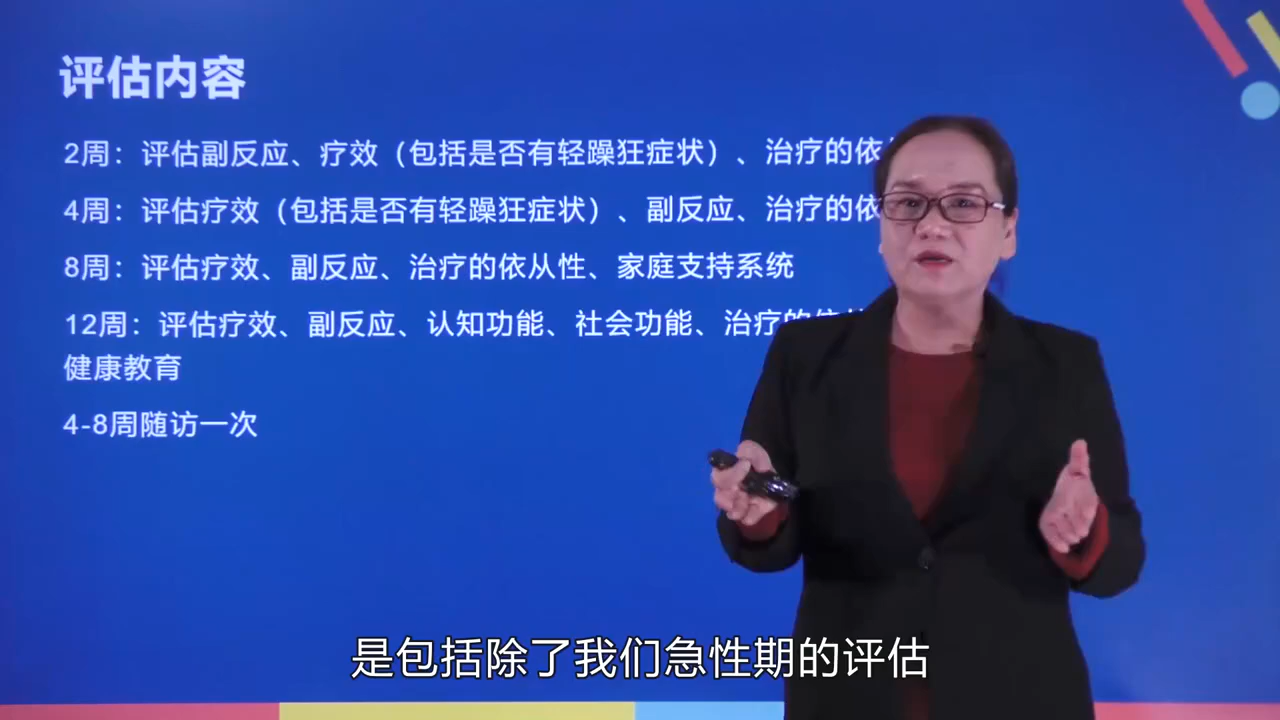 评估内容
2周：评估副反应、疗效（包括是否有轻躁狂症状）、治疗的依
4周：评估疗效（包括是否有轻躁狂症状）、副反应、治疗的依
8周：评估疗效、副反应、治疗的依从性、家庭支持系统
12周：评估疗效、副反应、认知功能、社会功能、治疗的依从
健康教育
4-8周随访一次
是包括除了我们急性期的评估